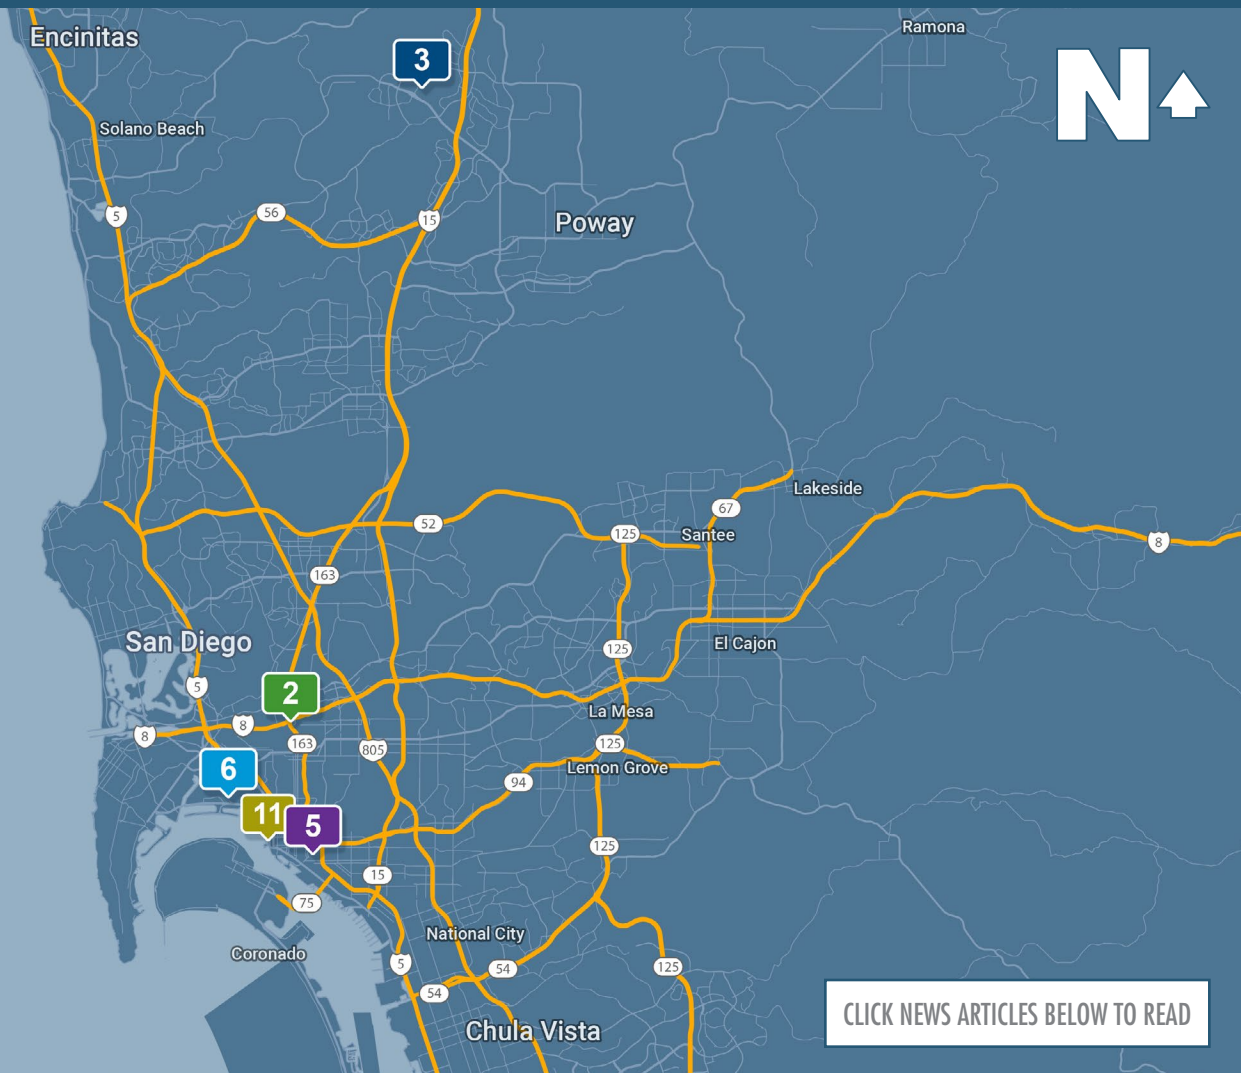 Encinitas
Ramona
3
N
Solano Beach
5
56
15
Poway
Lakeside
67
52
125
Santee
8
163
San Diego
125
El Cajon
5
2
La Mesa
8
8
163
805
125
Lemon Grove
6
94
11
5
125
15
75
National City
Coronado
5
54
125
54
CLICK NEWS ARTICLES BELOW TO READ
Chula Vista